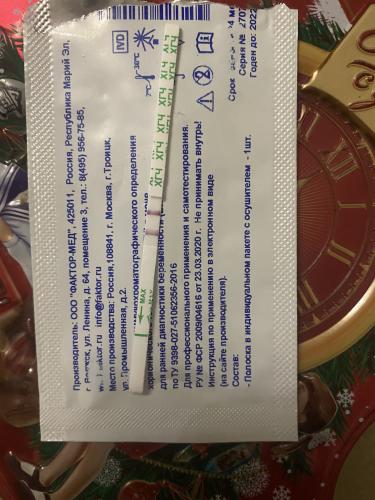 Производитель: ООО "ФАКТОР-МЕД", 425011, Россия, Республика Марий Эл,
ул. Ленина, д. 64, помещение 3, тел.: 8(495) 956-75-85,
info@faktor.ru
Место производства: Россия,108841, г. Москва, г.Троицк,
ул. Промышленная, д.2.
определения
для ранней диагностики беременности
по ТУ 9398-027-51062356-2016
Для профессионального применения и самотестирования.
РУ № ФСР 2009/04616 от 23.03.2020 г. Не принимать внутрь!
Инструкция по применению в электронном виде
(на сайте производителя).
Состав:
- Полоска в индивидуальном пакете с осушителем - 1шт.
IVD
Срок
Серия №
Годен до: 2022
MAX
ХГЧ ХГЧ ХГЧ ХГЧ ХГЧ